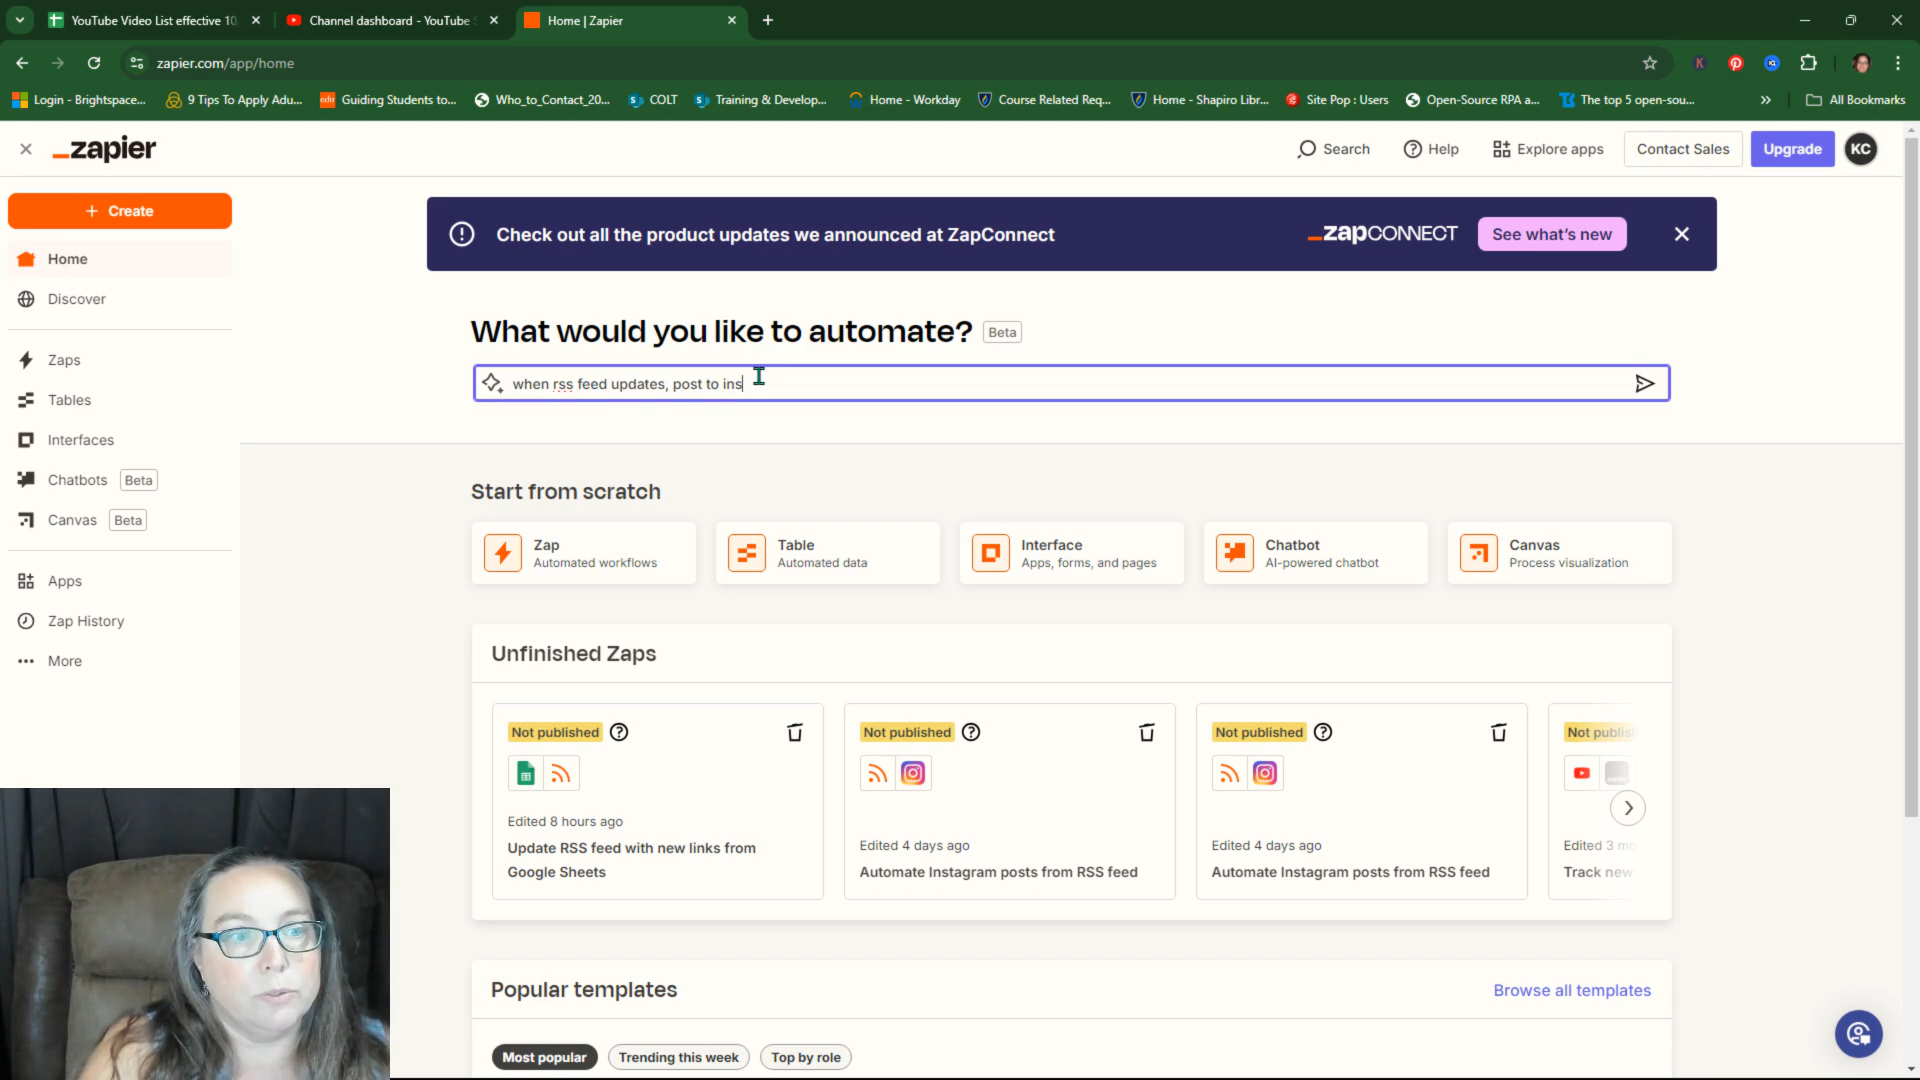 YouTube Video List effective 10
Channel dashboard - YouTube S
Home | Zapier
zapier.com/app/home
Login - Brightspace...
9 Tips To Apply Adu...
edu
Guiding Students to...
Who_to_Contact_20...
COLT
Training & Develop...
Home - Workday
Course Related Req...
Home - Shapiro Libr...
Site Pop : Users
Open-Source RPA a...
The top 5 open-sou...
All Bookmarks
zapier
Search
Help
Explore apps
Contact Sales
Upgrade
KC
+ Create
Home
Discover
Zaps
Tables
Interfaces
Chatbots Beta
Canvas Beta
Apps
Zap History
More
Check out all the product updates we announced at ZapConnect
zapCONNECT
See what's new
What would you like to automate? Beta
when rss feed updates, post to ins
Start from scratch
Zap
Automated workflows
Table
Automated data
Interface
Apps, forms, and pages
Chatbot
AI-powered chatbot
Canvas
Process visualization
Unfinished Zaps
Not published
Edited 8 hours ago
Update RSS feed with new links from
Google Sheets
Not published
Edited 4 days ago
Automate Instagram posts from RSS feed
Not published
Edited 4 days ago
Automate Instagram posts from RSS feed
Not publis
Edited 3 mo
Track new
Popular templates
Browse all templates
Most popular
Trending this week
Top by role